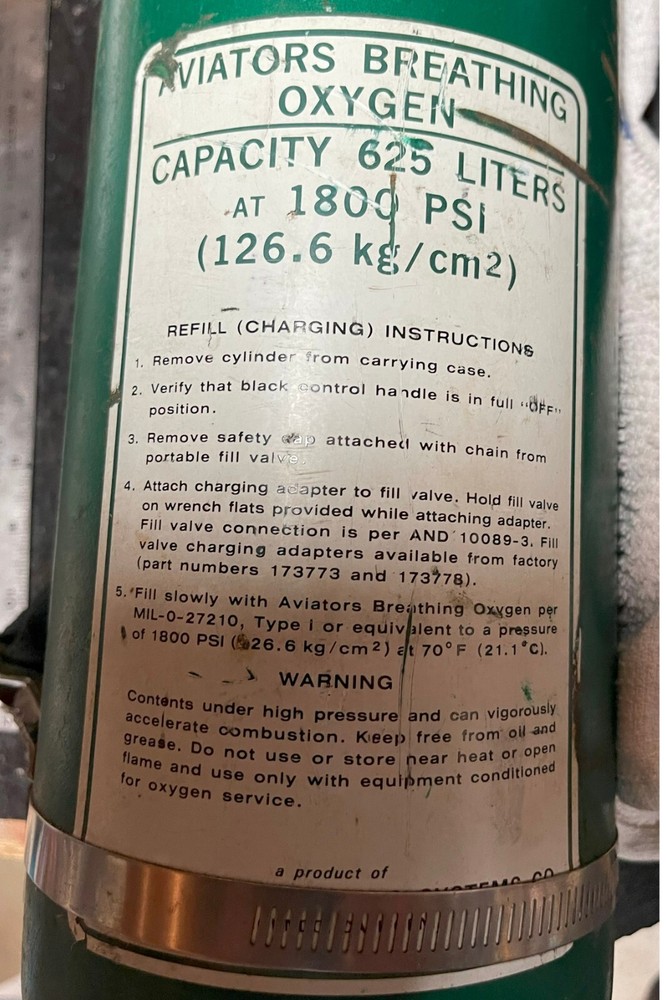 AVIATORS BREATHING
OXYGEN
CAPACITY 625 LITERS
AT 1800 PSI
(126.6 kg/cm²)
REFILL (CHARGING) INSTRUCTIONS
1. Remove cylinder from carrying case.
2. Verify that black control handle is in full "OFF"
position.
3. Remove safety cap attached with chain from
portable fill valve.
4. Attach charging adapter to fill valve. Hold fill valve
on wrench flats provided while attaching adapter.
Fill valve connection is per AND 10089-3. Fill
valve charging adapters available from factory
(part numbers 173773 and 173778).
5. Fill slowly with Aviators Breathing Oxygen per
MIL-O-27210, Type I or equivalent to a pressure
of 1800 PSI (126.6 kg/cm²) at 70°F (21.1°C).
WARNING
Contents under high pressure and can vigorously
accelerate combustion. Keep free from oil and
grease. Do not use or store near heat or open
flame and use only with equipment conditioned
for oxygen service.
a product of
SYSTEMS CO